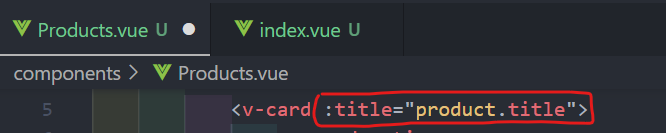 Products.vue U index.vue U
components > Products.vue
5 <v-card :title="product.title">